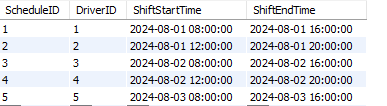 ScheduleID DriverID ShiftStartTime ShiftEndTime
1 1 2024-08-01 08:00:00 2024-08-01 16:00:00
2 2 2024-08-01 12:00:00 2024-08-01 20:00:00
3 3 2024-08-02 08:00:00 2024-08-02 16:00:00
4 4 2024-08-02 12:00:00 2024-08-02 20:00:00
5 5 2024-08-03 08:00:00 2024-08-03 16:00:00